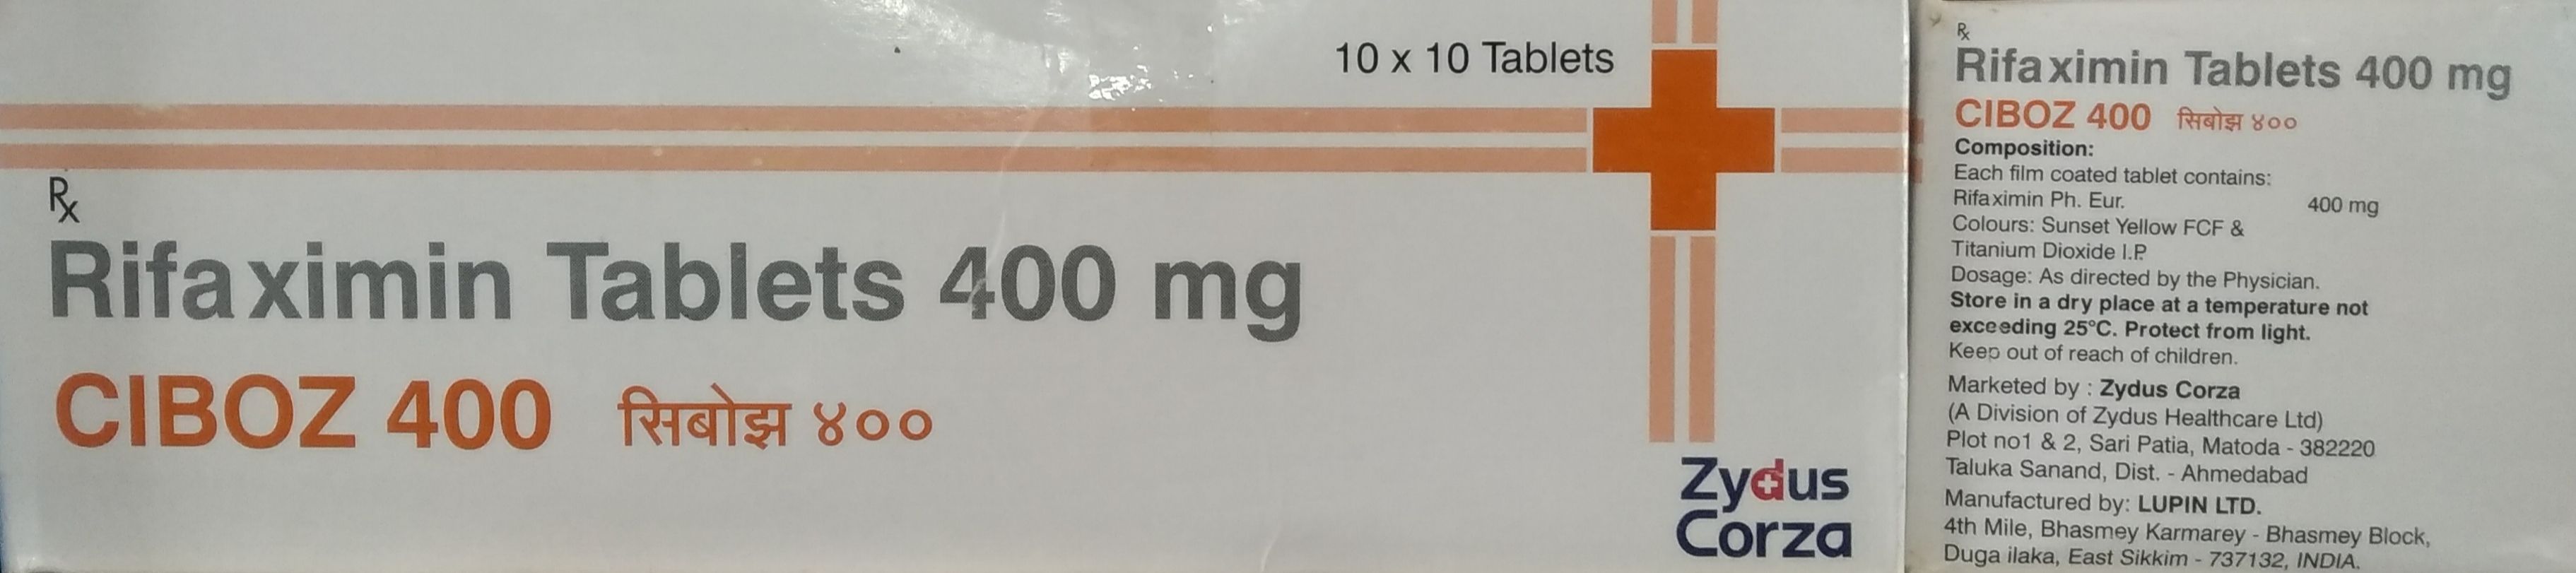 10 x 10 Tablets
Rx
Rifaximin Tablets 400 mg
CIBOZ 400 सिबोझ ४००
Zydus
Corza
Rx
Rifaximin Tablets 400 mg
CIBOZ 400 सिबोझ ४००
Composition:
Each film coated tablet contains:
Rifaximin Ph. Eur. 400 mg
Colours: Sunset Yellow FCF &
Titanium Dioxide I.P.
Dosage: As directed by the Physician.
Store in a dry place at a temperature not
exceeding 25°C. Protect from light.
Keep out of reach of children.
Marketed by : Zydus Corza
(A Division of Zydus Healthcare Ltd)
Plot no1 & 2, Sari Patia, Matoda - 382220
Taluka Sanand, Dist. - Ahmedabad
Manufactured by: LUPIN LTD.
4th Mile, Bhasmey Karmarey - Bhasmey Block,
Duga ilaka, East Sikkim - 737132, INDIA.